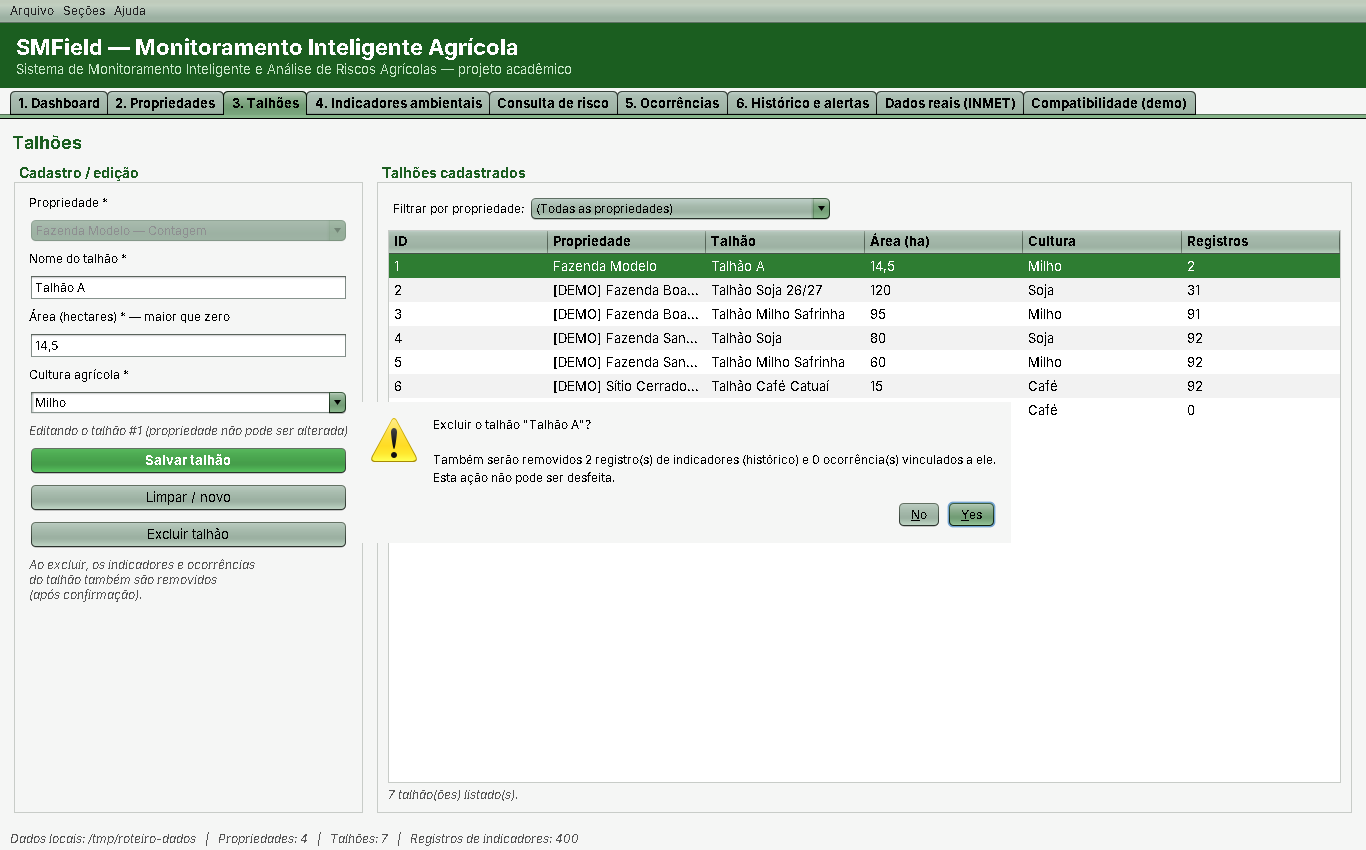 Arquivo Seções Ajuda
SMField — Monitoramento Inteligente Agrícola
Sistema de Monitoramento Inteligente e Análise de Riscos Agrícolas — projeto acadêmico
1. Dashboard 2. Propriedades 3. Talhões 4. Indicadores ambientais Consulta de risco 5. Ocorrências 6. Histórico e alertas Dados reais (INMET) Compatibilidade (demo)
Talhões
Cadastro / edição
Propriedade *
Fazenda Modelo — Contagem
Nome do talhão *
Talhão A
Área (hectares) * — maior que zero
14,5
Cultura agrícola *
Milho
Editando o talhão #1 (propriedade não pode ser alterada)
Salvar talhão
Limpar / novo
Excluir talhão
Ao excluir, os indicadores e ocorrências
do talhão também são removidos
(após confirmação).
Talhões cadastrados
Filtrar por propriedade: (Todas as propriedades)
ID Propriedade Talhão Área (ha) Cultura Registros
1 Fazenda Modelo Talhão A 14,5 Milho 2
2 [DEMO] Fazenda Boa... Talhão Soja 26/27 120 Soja 31
3 [DEMO] Fazenda Boa... Talhão Milho Safrinha 95 Milho 91
4 [DEMO] Fazenda San... Talhão Soja 80 Soja 92
5 [DEMO] Fazenda San... Talhão Milho Safrinha 60 Milho 92
6 [DEMO] Sítio Cerrado... Talhão Café Catuaí 15 Café 92
Café 0
Excluir o talhão "Talhão A"?
Também serão removidos 2 registro(s) de indicadores (histórico) e 0 ocorrência(s) vinculados a ele.
Esta ação não pode ser desfeita.
No Yes
7 talhão(ões) listado(s).
Dados locais: /tmp/roteiro-dados | Propriedades: 4 | Talhões: 7 | Registros de indicadores: 400